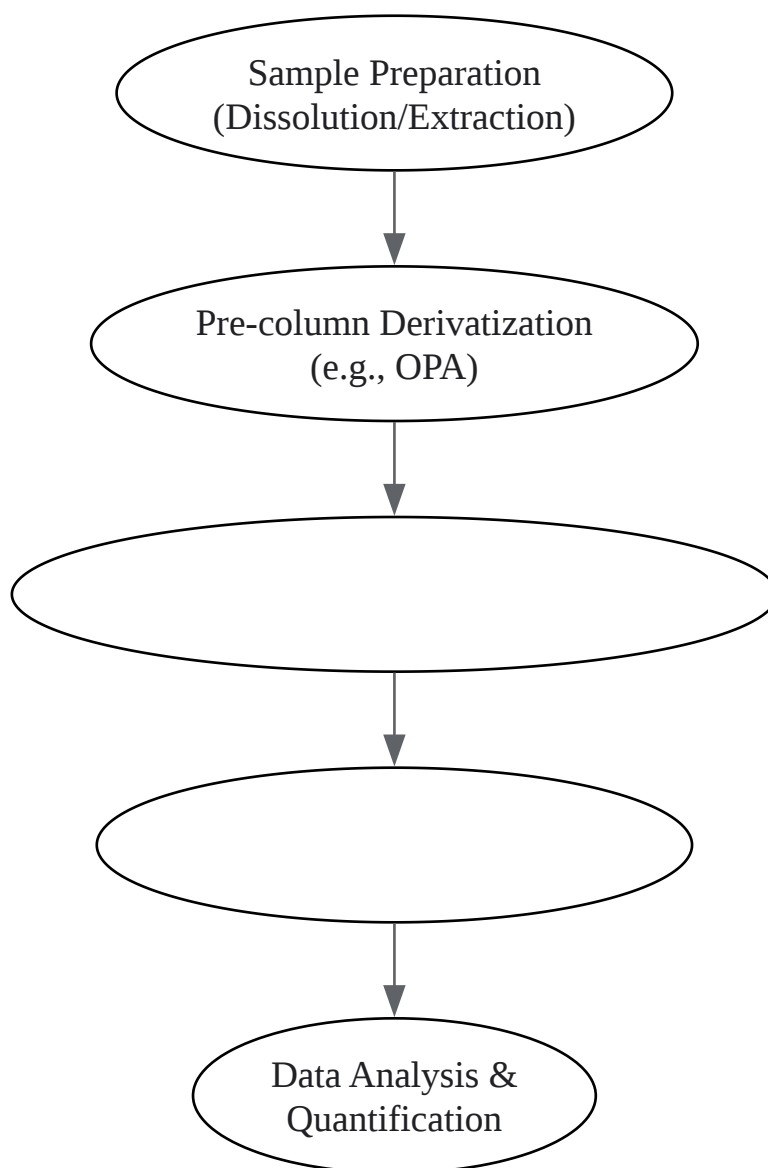 Sample Preparation
(Dissolution/Extraction)
Pre-column Derivatization
(e.g., OPA)
Data Analysis &
Quantification